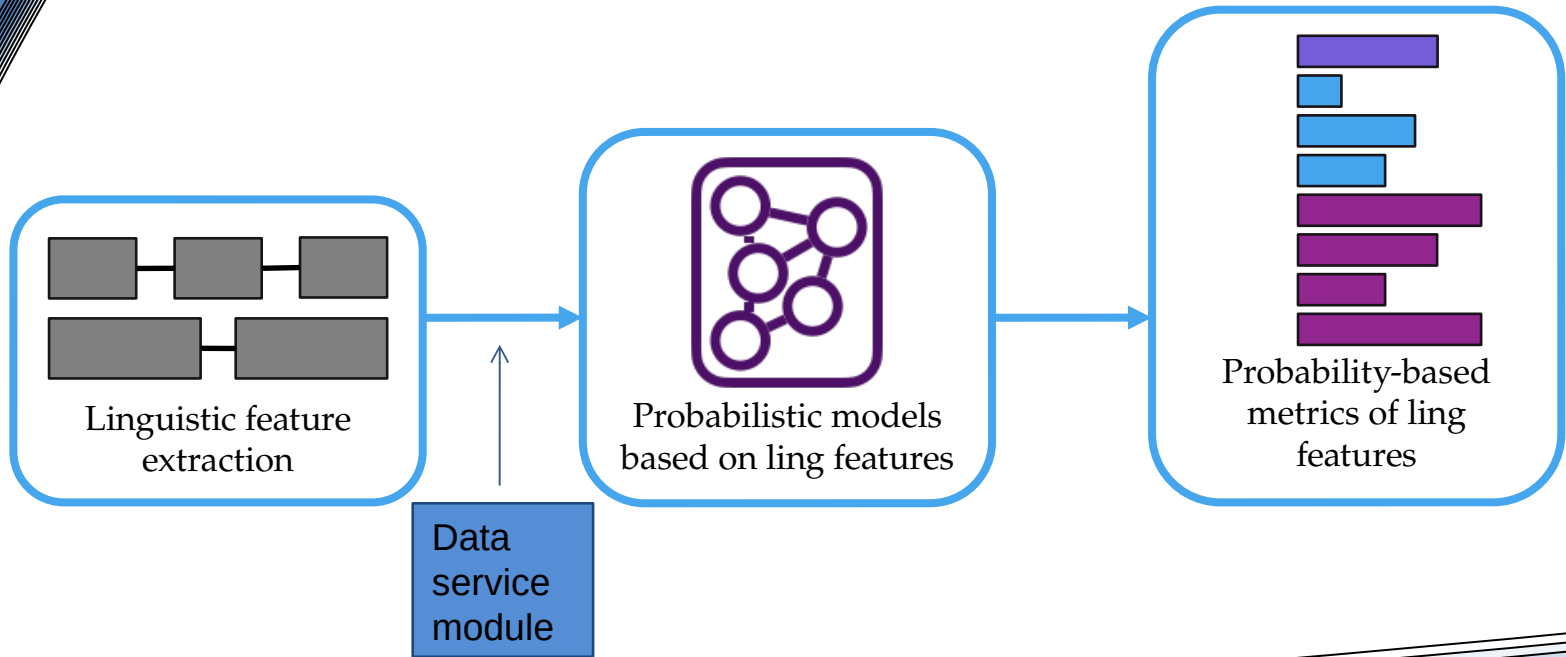 Linguistic feature
extraction
Data
service
module
Probabilistic models
based on ling features
Probability-based
metrics of ling
features